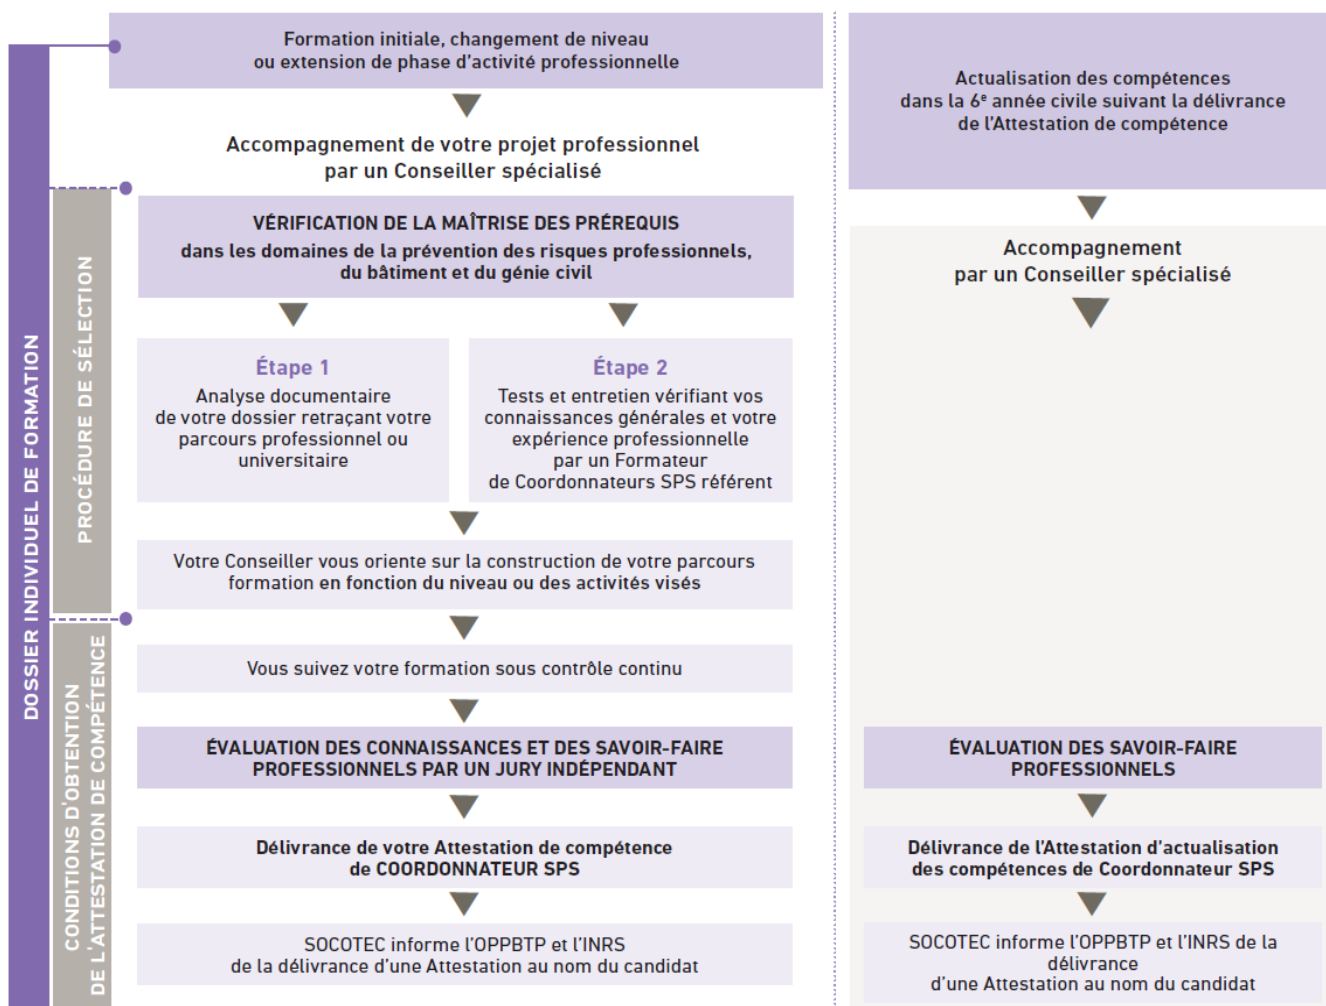 Formation initiale, changement de niveau
ou extension de phase d'activité professionnelle
Accompagnement de votre projet professionnel
par un Conseiller spécialisé
DOSSIER INDIVIDUEL DE FORMATION
PROCÉDURE DE SÉLECTION
VÉRIFICATION DE LA MAÎTRISE DES PRÉREQUIS
dans les domaines de la prévention des risques professionnels,
du bâtiment et du génie civil
Étape 1
Analyse documentaire
de votre dossier retraçant votre
parcours professionnel ou
universitaire
Étape 2
Tests et entretien vérifiant vos
connaissances générales et votre
expérience professionnelle
par un Formateur
de Coordonnateurs SPS référent
Votre Conseiller vous oriente sur la construction de votre parcours
formation en fonction du niveau ou des activités visés
CONDITIONS D'OBTENTION
DE L'ATTESTATION DE COMPÉTENCE
Vous suivez votre formation sous contrôle continu
ÉVALUATION DES CONNAISSANCES ET DES SAVOIR-FAIRE
PROFESSIONNELS PAR UN JURY INDÉPENDANT
Délivrance de votre Attestation de compétence
de COORDONNATEUR SPS
SOCOTEC informe l'OPPBTP et l'INRS
de la délivrance d'une Attestation au nom du candidat
Actualisation des compétences
dans la 6e année civile suivant la délivrance
de l'Attestation de compétence
Accompagnement
par un Conseiller spécialisé
ÉVALUATION DES SAVOIR-FAIRE
PROFESSIONNELS
Délivrance de l'Attestation d'actualisation
des compétences de Coordonnateur SPS
SOCOTEC informe l'OPPBTP et l'INRS de la
délivrance
d'une Attestation au nom du candidat